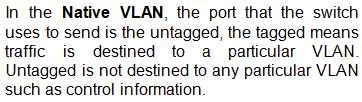 In the Native VLAN, the port that the switch
uses to send is the untagged, the tagged means
traffic is destined to a particular VLAN.
Untagged is not destined to any particular VLAN
such as control information.